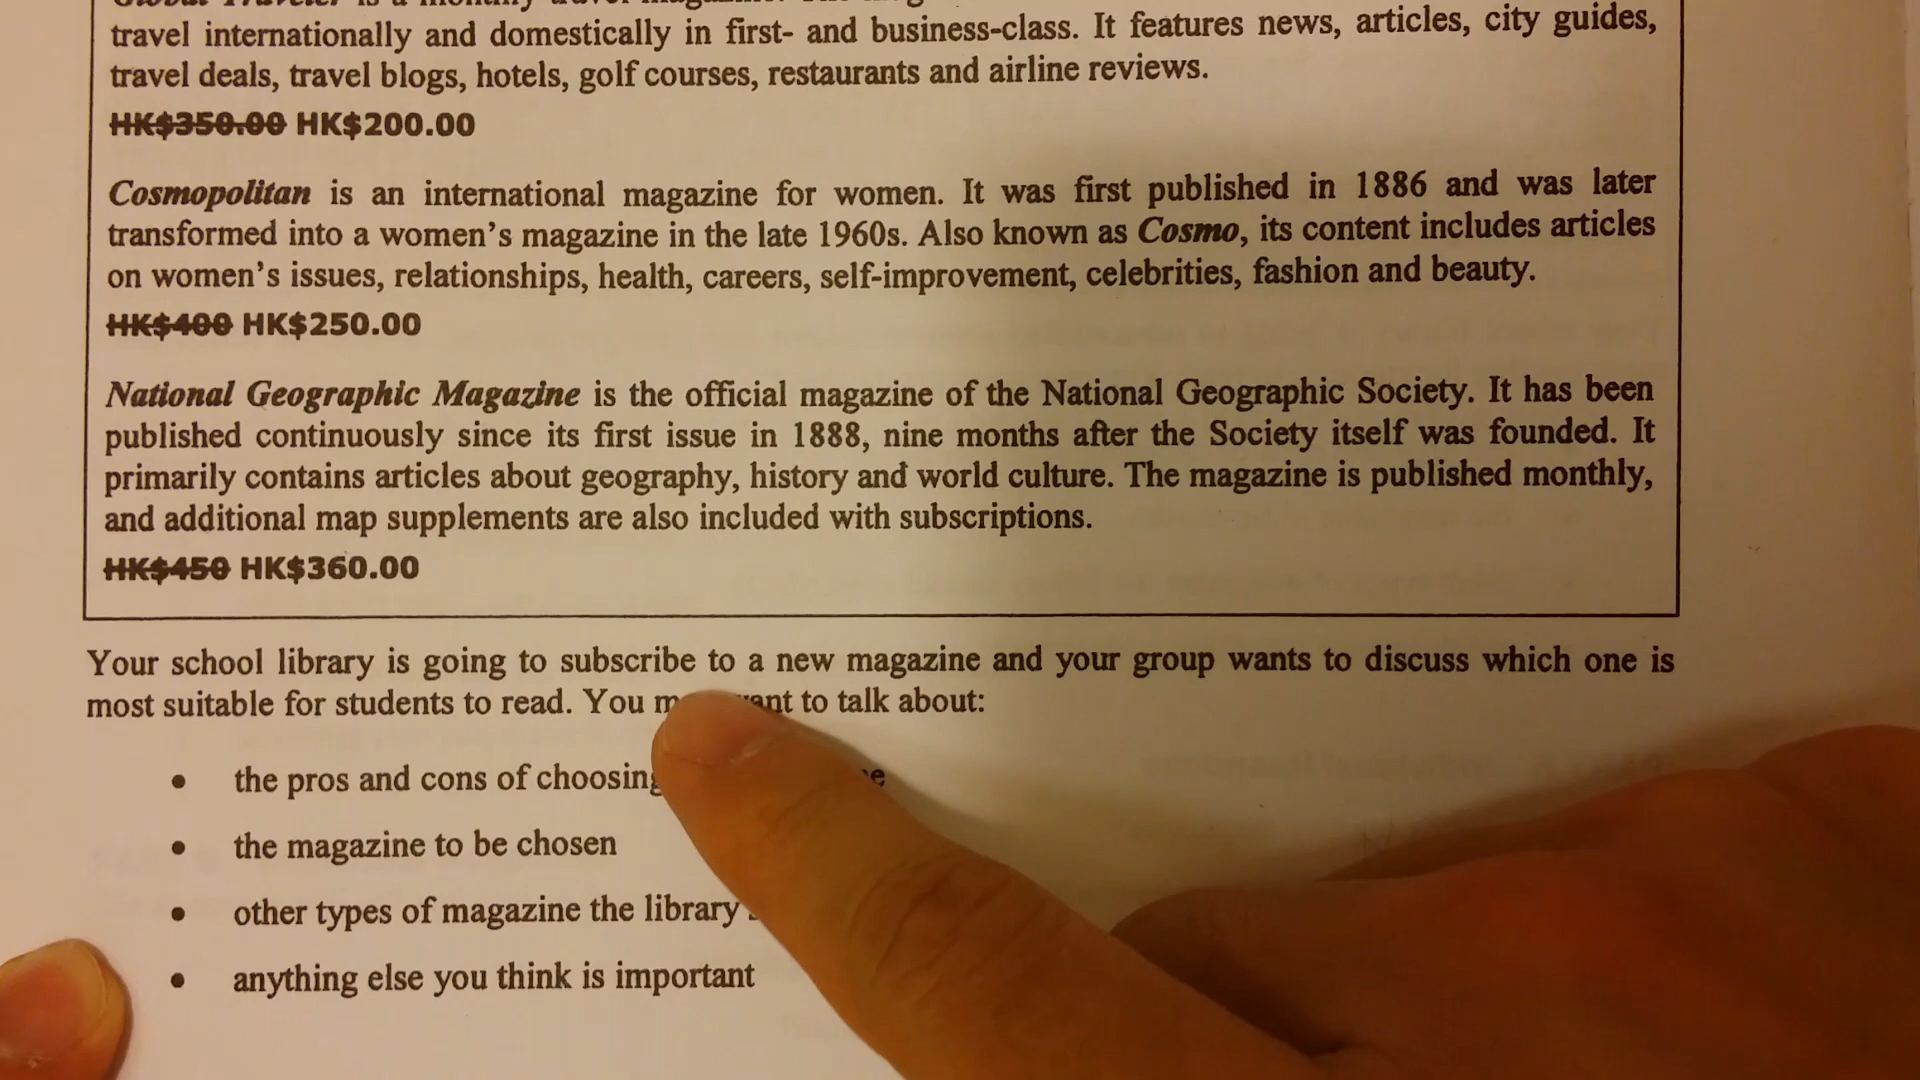 Global Traveler is a monthly travel magazine. The
travel internationally and domestically in first- and business-class. It features news, articles, city guides,
travel deals, travel blogs, hotels, golf courses, restaurants and airline reviews.
HK$350.00 HK$200.00
Cosmopolitan is an international magazine for women. It was first published in 1886 and was later
transformed into a women's magazine in the late 1960s. Also known as Cosmo, its content includes articles
on women's issues, relationships, health, careers, self-improvement, celebrities, fashion and beauty.
HK$400 HK$250.00
National Geographic Magazine is the official magazine of the National Geographic Society. It has been
published continuously since its first issue in 1888, nine months after the Society itself was founded. It
primarily contains articles about geography, history and world culture. The magazine is published monthly,
and additional map supplements are also included with subscriptions.
HK$450 HK$360.00
Your school library is going to subscribe to a new magazine and your group wants to discuss which one is
most suitable for students to read. You to talk about:
• the pros and cons of choosing
• the magazine to be chosen
• other types of magazine the library
• anything else you think is important